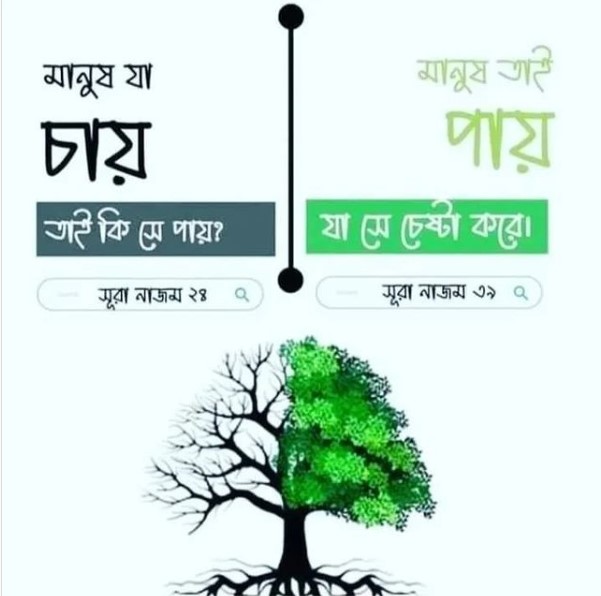 মানুষ যা
চায়
তাই কি সে পায়?
সূরা নাজম ২৪
মানুষ তাই
পায়
যা সে চেষ্টা করে।
সূরা নাজম ৩৯